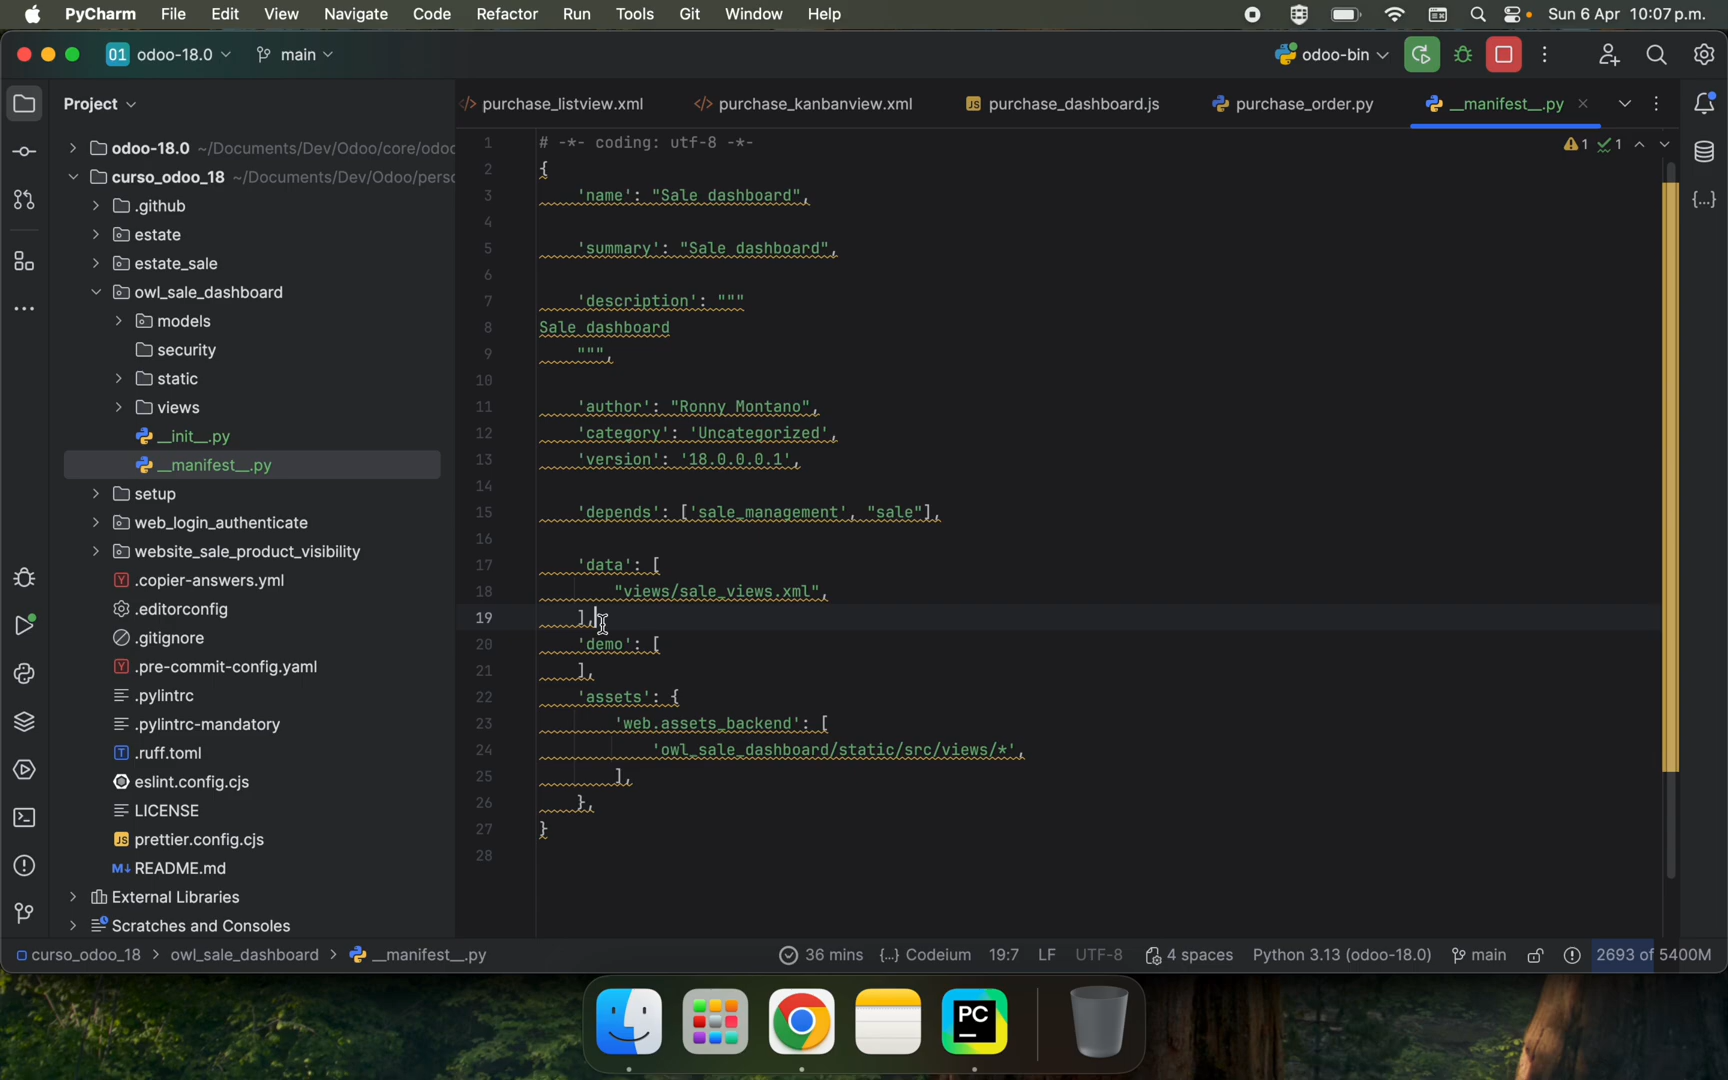 PyCharm File Edit View Navigate Code Refactor Run Tools Git Window Help Sun 6 Apr 10:07 p.m.
01 odoo-18.0 main odoo-bin
Project
</> purchase_listview.xml </> purchase_kanbanview.xml JS purchase_dashboard.js purchase_order.py __manifest__.py
odoo-18.0 ~/Documents/Dev/Odoo/core/odoo
curso_odoo_18 ~/Documents/Dev/Odoo/perso
.github
estate
estate_sale
owl_sale_dashboard
models
security
static
views
__init__.py
__manifest__.py
setup
web_login_authenticate
website_sale_product_visibility
Y .copier-answers.yml
.editorconfig
.gitignore
Y .pre-commit-config.yaml
.pylintrc
.pylintrc-mandatory
T .ruff.toml
eslint.config.cjs
LICENSE
JS prettier.config.cjs
M↓ README.md
External Libraries
Scratches and Consoles
1 # -*- coding: utf-8 -*-
2 {
3 'name': "Sale dashboard",
4
5 'summary': "Sale dashboard",
6
7 'description': """
8 Sale dashboard
9 """,
10
11 'author': "Ronny Montano",
12 'category': 'Uncategorized',
13 'version': '18.0.0.0.1',
14
15 'depends': ['sale_management', "sale"],
16
17 'data': [
18 "views/sale_views.xml",
19 ],
20 'demo': [
21 ],
22 'assets': {
23 'web.assets_backend': [
24 'owl_sale_dashboard/static/src/views/*',
25 ],
26 },
27 }
28
1 1
{...}
curso_odoo_18 > owl_sale_dashboard > __manifest__.py 36 mins {...} Codeium 19:7 LF UTF-8 4 spaces Python 3.13 (odoo-18.0) main 2693 of 5400M
PC